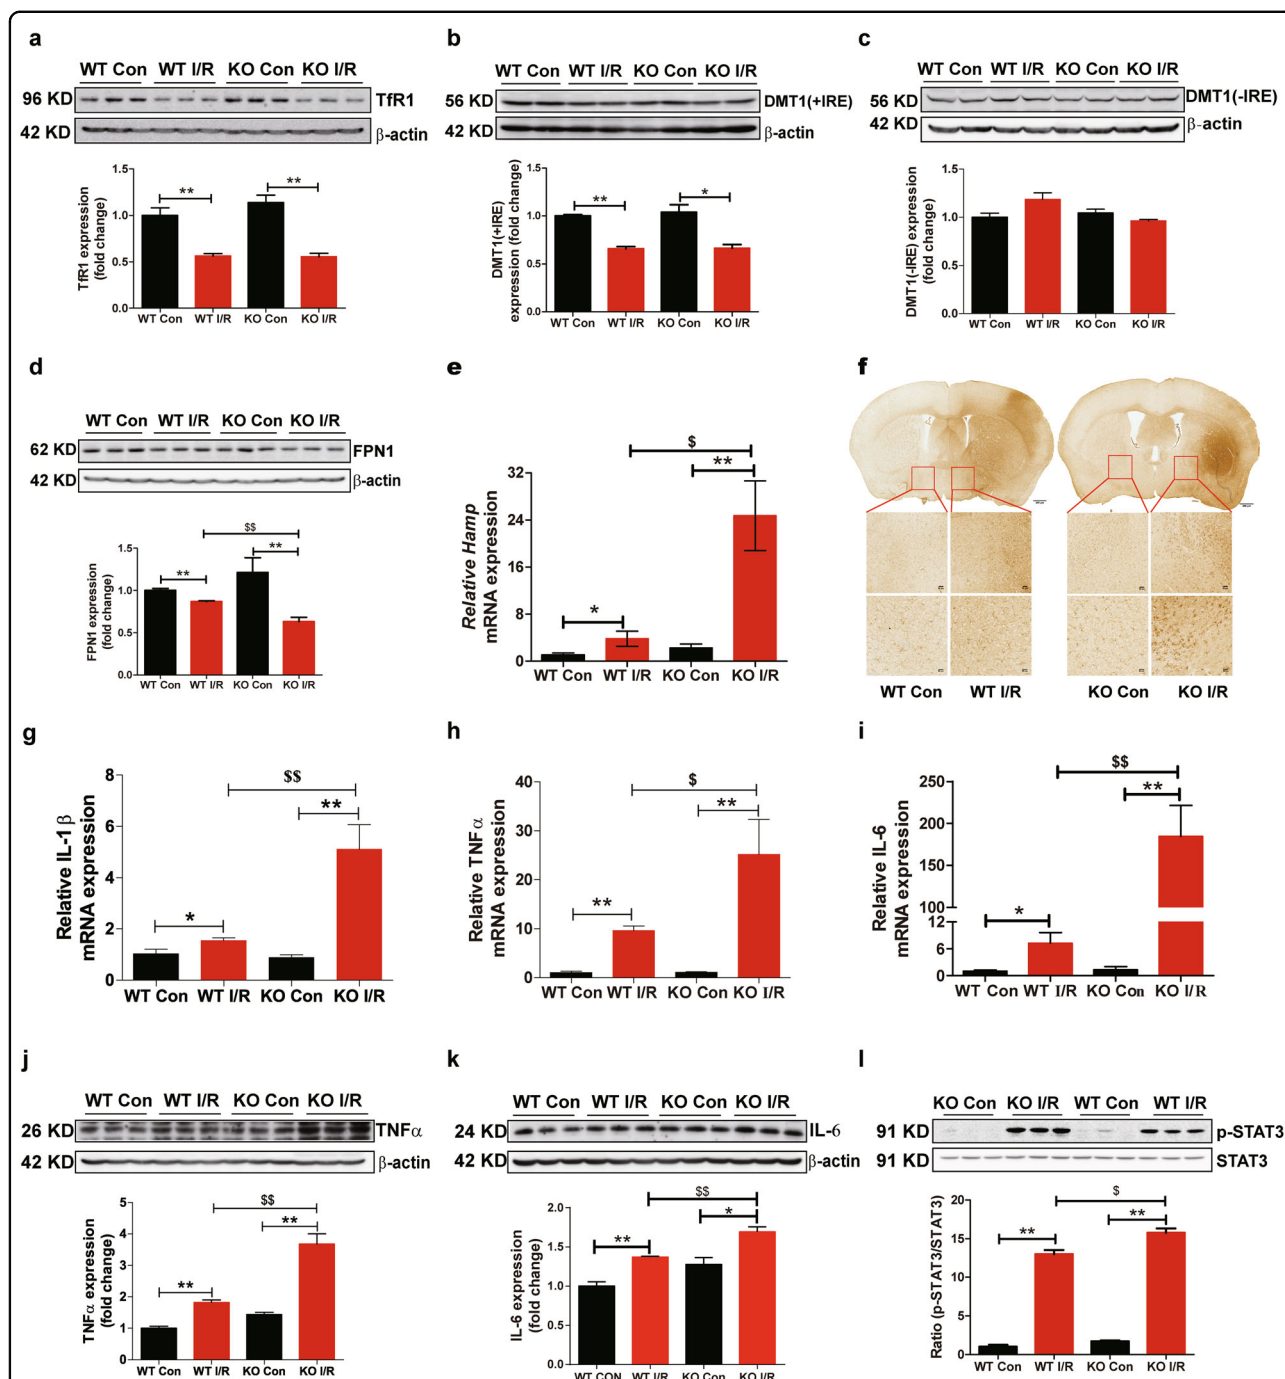 a
WT Con WT I/R KO Con KO I/R
96 KD TfR1
42 KD β-actin
TfR1 expression
(fold change)
1.5
1.0
0.5
0.0
** **
WT Con WT I/R KO Con KO I/R
b
WT Con WT I/R KO Con KO I/R
56 KD DMT1(+IRE)
42 KD β-actin
DMT1(+IRE)
expression (fold change)
1.5
1.0
0.5
0.0
** *
WT Con WT I/R KO Con KO I/R
c
WT Con WT I/R KO Con KO I/R
56 KD DMT1(-IRE)
42 KD β-actin
DMT1(-IRE) expression
(fold change)
1.5
1.0
0.5
0.0
WT Con WT I/R KO Con KO I/R
d
WT Con WT I/R KO Con KO I/R
62 KD FPN1
42 KD β-actin
FPN1 expression
(fold change)
1.5
1.0
0.5
0.0
$$
** **
WT Con WT I/R KO Con KO I/R
e
Relative Hamp
mRNA expression
32
24
16
8
0
$
**
*
WT Con WT I/R KO Con KO I/R
f
WT Con WT I/R KO Con KO I/R
g
Relative IL-1β
mRNA expression
8
6
4
2
0
$$
**
*
WT Con WT I/R KO Con KO I/R
h
Relative TNFα
mRNA expression
40
30
20
10
0
$
**
**
WT Con WT I/R KO Con KO I/R
i
Relative IL-6
mRNA expression
250
200
150
100
12
6
0
$$
**
*
WT Con WT I/R KO Con KO I/R
j
WT Con WT I/R KO Con KO I/R
26 KD TNFα
42 KD β-actin
TNFα expression
(fold change)
5
4
3
2
1
0
$$
**
**
WT Con WT I/R KO Con KO I/R
k
WT Con WT I/R KO Con KO I/R
24 KD IL-6
42 KD β-actin
IL-6 expression
(fold change)
2.0
1.5
1.0
0.5
0.0
$$
*
**
WT CON WT I/R KO Con KO I/R
l
KO Con KO I/R WT Con WT I/R
91 KD p-STAT3
91 KD STAT3
Ratio (p-STAT3/STAT3)
20
15
10
5
0
$
**
**
WT Con WT I/R KO Con KO I/R